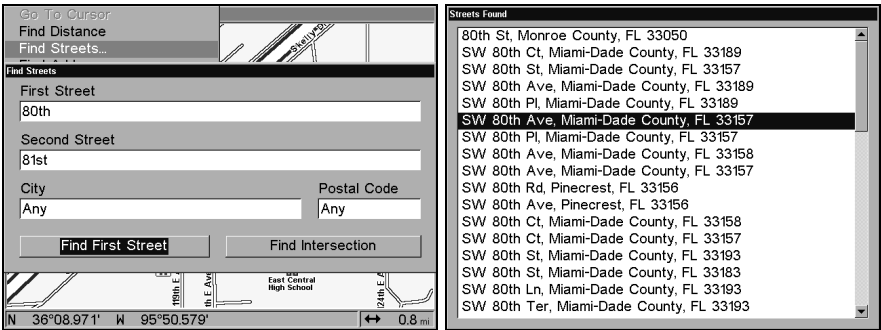 Go To Cursor
Find Distance
Find Streets...
Skelly Dr
Find Streets
First Street
80th
Second Street
81st
City
Postal Code
Any
Any
Find First Street
Find Intersection
119th E A
th E Ave
East Central
High School
124th E A
N 36°08.971' W 95°50.579'
↔ 0.8 mi
Streets Found
80th St, Monroe County, FL 33050
SW 80th Ct, Miami-Dade County, FL 33189
SW 80th St, Miami-Dade County, FL 33157
SW 80th Ave, Miami-Dade County, FL 33189
SW 80th Pl, Miami-Dade County, FL 33189
SW 80th Ave, Miami-Dade County, FL 33157
SW 80th Pl, Miami-Dade County, FL 33157
SW 80th Ave, Miami-Dade County, FL 33158
SW 80th Ave, Miami-Dade County, FL 33157
SW 80th Rd, Pinecrest, FL 33156
SW 80th Ave, Pinecrest, FL 33156
SW 80th Ct, Miami-Dade County, FL 33158
SW 80th Ct, Miami-Dade County, FL 33157
SW 80th St, Miami-Dade County, FL 33193
SW 80th St, Miami-Dade County, FL 33183
SW 80th Ln, Miami-Dade County, FL 33193
SW 80th Ter, Miami-Dade County, FL 33193